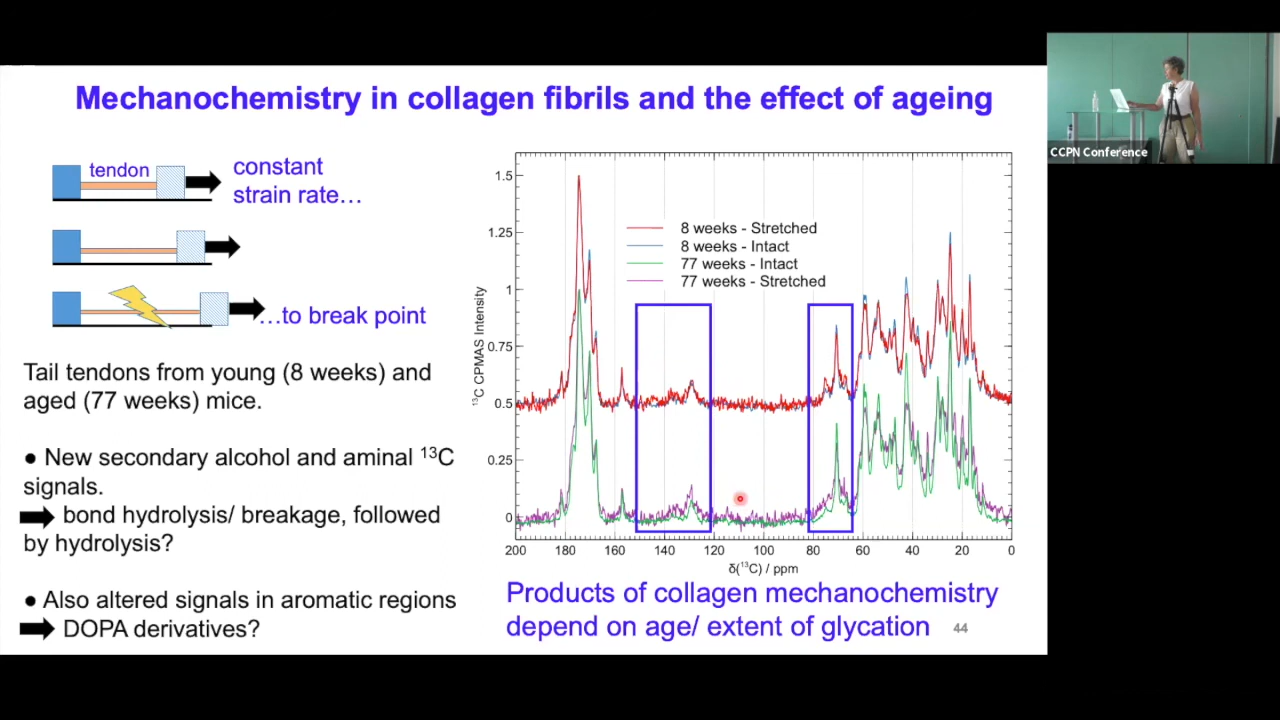 Mechanochemistry in collagen fibrils and the effect of ageing
tendon
constant
strain rate…
…to break point
Tail tendons from young (8 weeks) and
aged (77 weeks) mice.
● New secondary alcohol and aminal ¹³C
signals.
bond hydrolysis/ breakage, followed
by hydrolysis?
● Also altered signals in aromatic regions
DOPA derivatives?
¹³C CPMAS Intensity
1.5
1.25
1
0.75
0.5
0.25
0
8 weeks - Stretched
8 weeks - Intact
77 weeks - Intact
77 weeks - Stretched
200 180 160 140 120 100 80 60 40 20 0
δ(¹³C) / ppm
Products of collagen mechanochemistry
depend on age/ extent of glycation
44
CCPN Conference